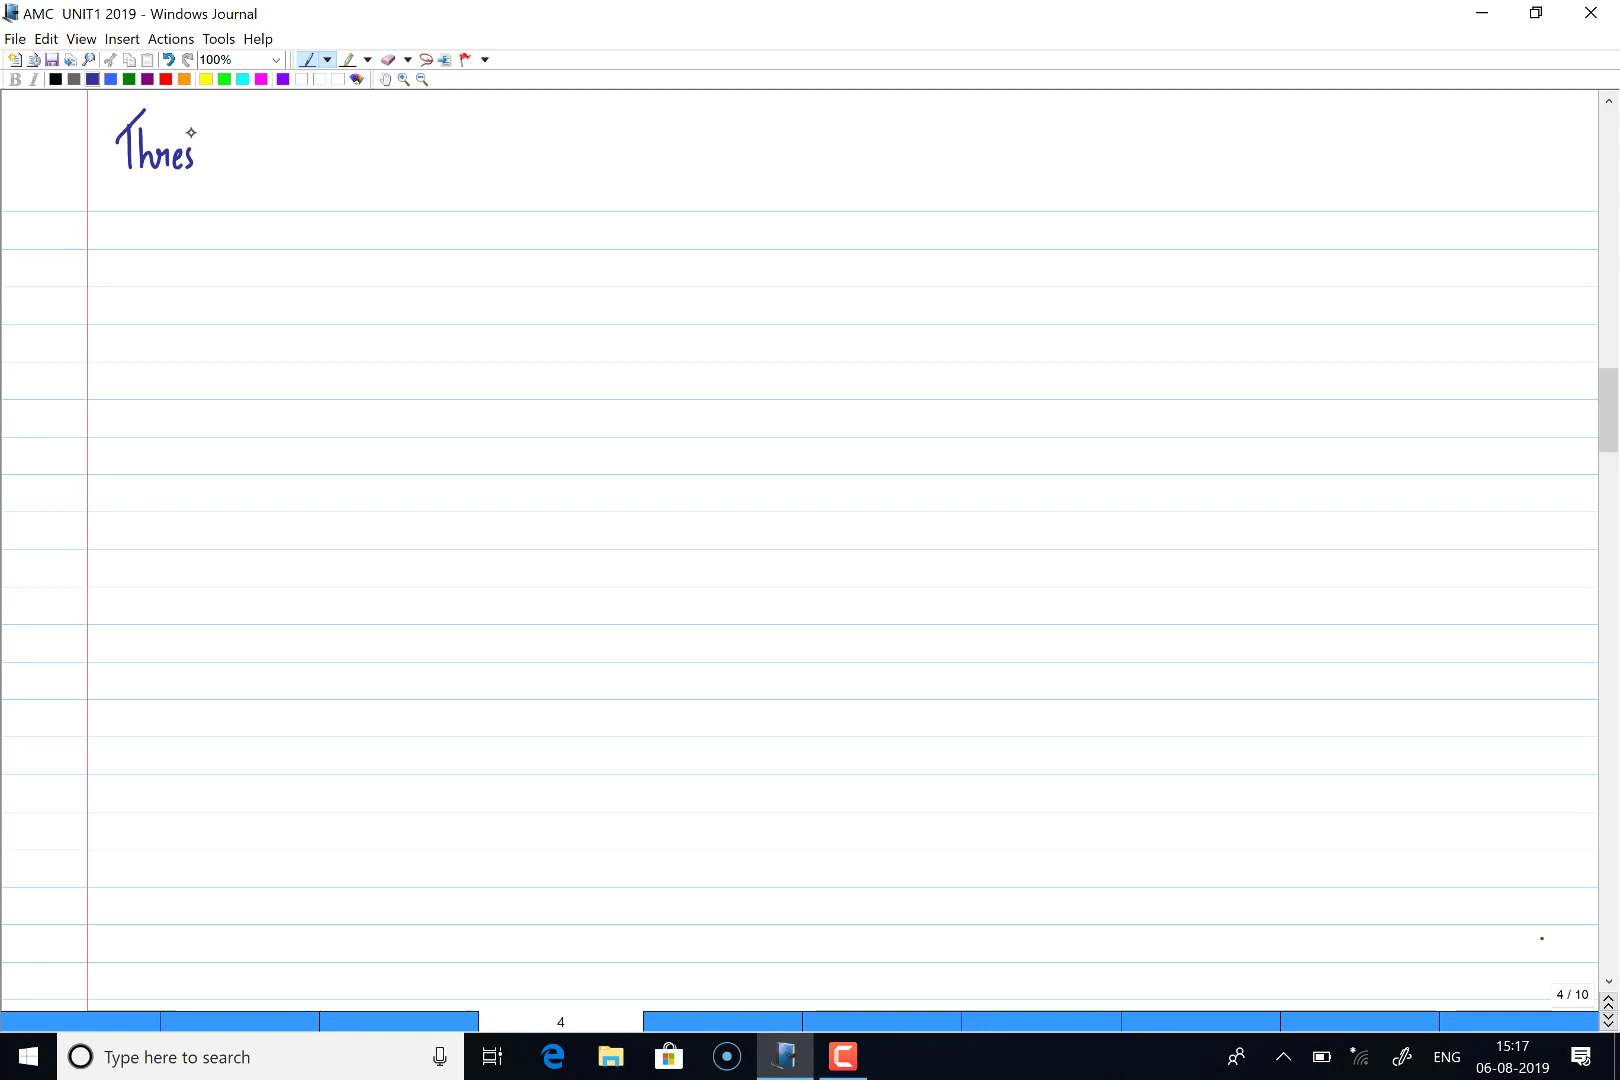 AMC UNIT1 2019 - Windows Journal
File Edit View Insert Actions Tools Help
100%
B I
Thres
4 / 10
4
Type here to search
ENG
15:17
06-08-2019